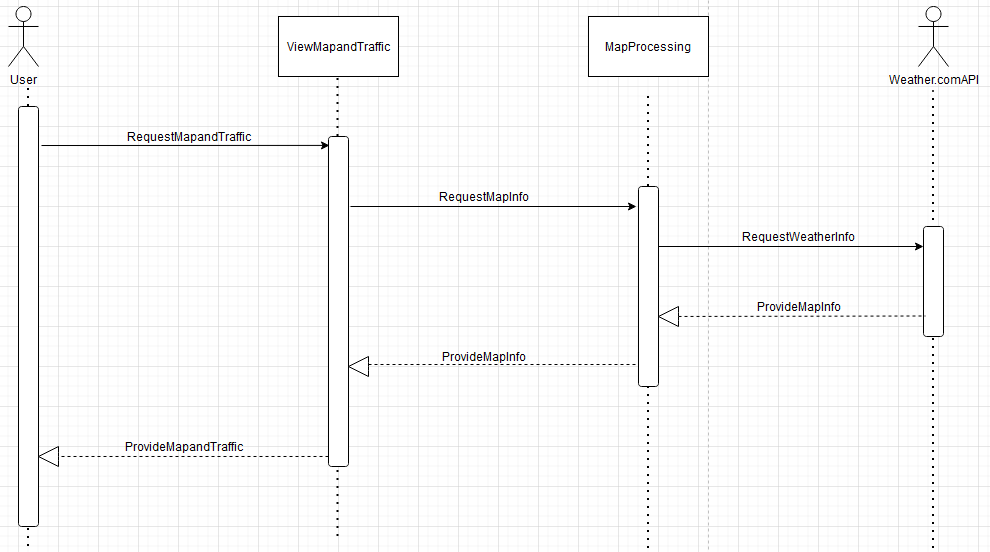 User
ViewMapandTraffic
MapProcessing
Weather.comAPI
RequestMapandTraffic
RequestMapInfo
RequestWeatherInfo
ProvideMapInfo
ProvideMapInfo
ProvideMapandTraffic